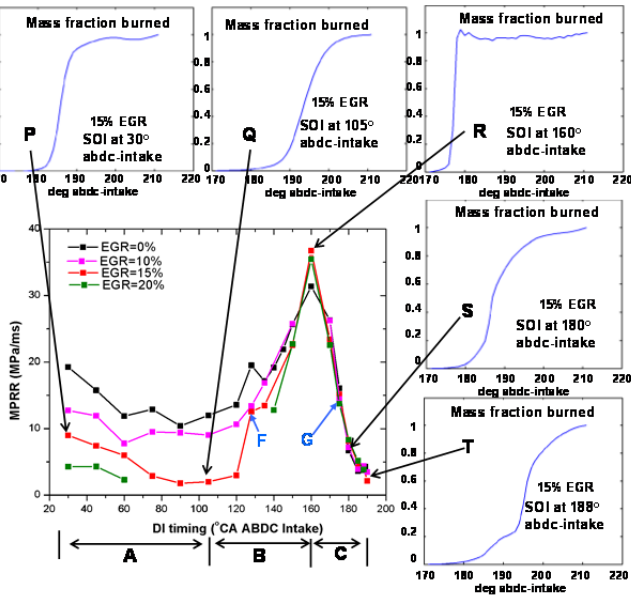 Mass fraction burned
15% EGR
SOI at 30°
abdc-intake
P
0 180 190 200 210 220
deg abdc-intake
Mass fraction burned
1
0.8
0.6
0.4
0.2
0
15% EGR
SOI at 105°
abdc-intake
Q
170 180 190 200 210 220
deg abdc-intake
Mass fraction burned
1
0.8
0.6
0.4
0.2
0
15% EGR
SOI at 160°
abdc-intake
R
170 180 190 200 210 220
deg abdc-intake
MPRR (MPa/ms)
40
30
20
10
0
EGR=0%
EGR=10%
EGR=15%
EGR=20%
F
G
20 40 60 80 100 120 140 160 180 200
DI timing (°CA ABDC Intake)
A
B
C
Mass fraction burned
1
0.8
0.6
0.4
0.2
0
15% EGR
SOI at 180°
abdc-intake
S
170 180 190 200 210 220
deg abdc-intake
Mass fraction burned
1
0.8
0.6
0.4
0.2
0
15% EGR
SOI at 188°
abdc-intake
T
170 180 190 200 210 220
deg abdc-intake